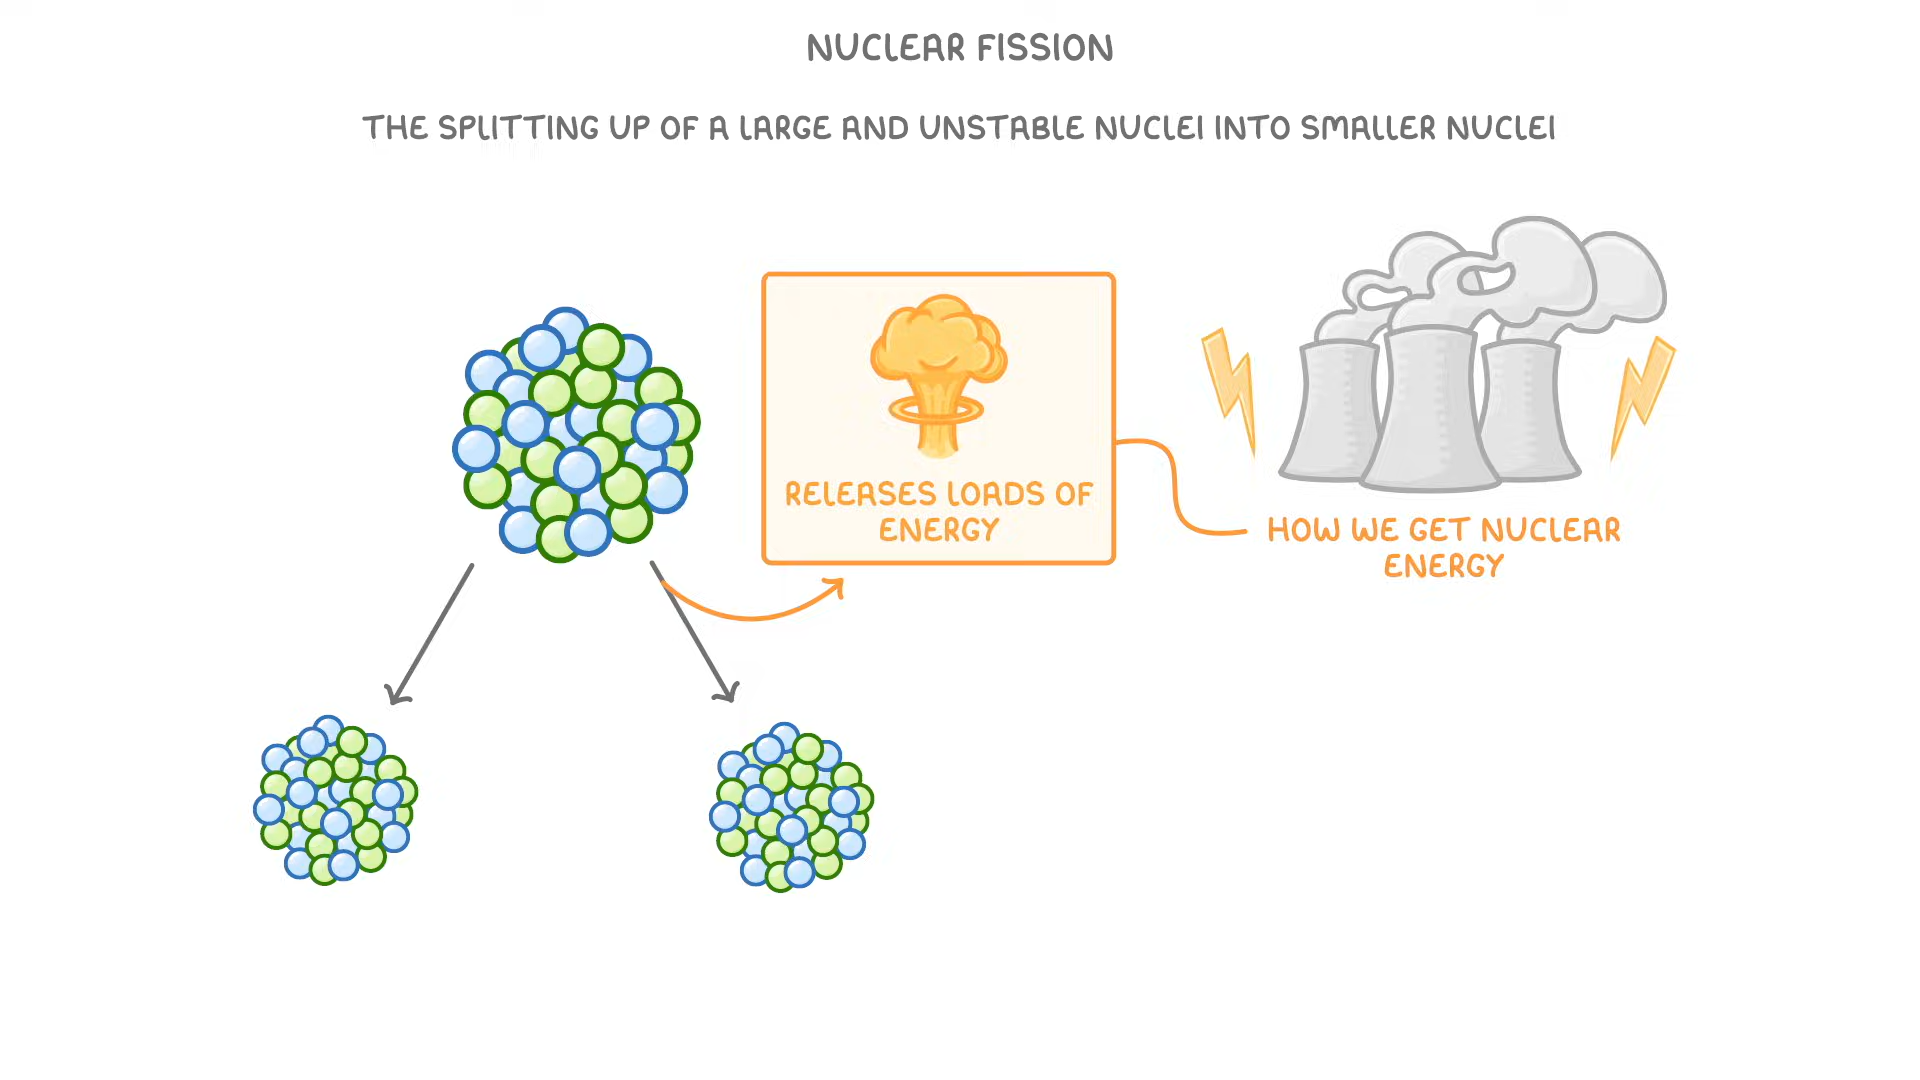 NUCLEAR FISSION
THE SPLITTING UP OF A LARGE AND UNSTABLE NUCLEI INTO SMALLER NUCLEI
RELEASES LOADS OF
ENERGY
HOW WE GET NUCLEAR
ENERGY